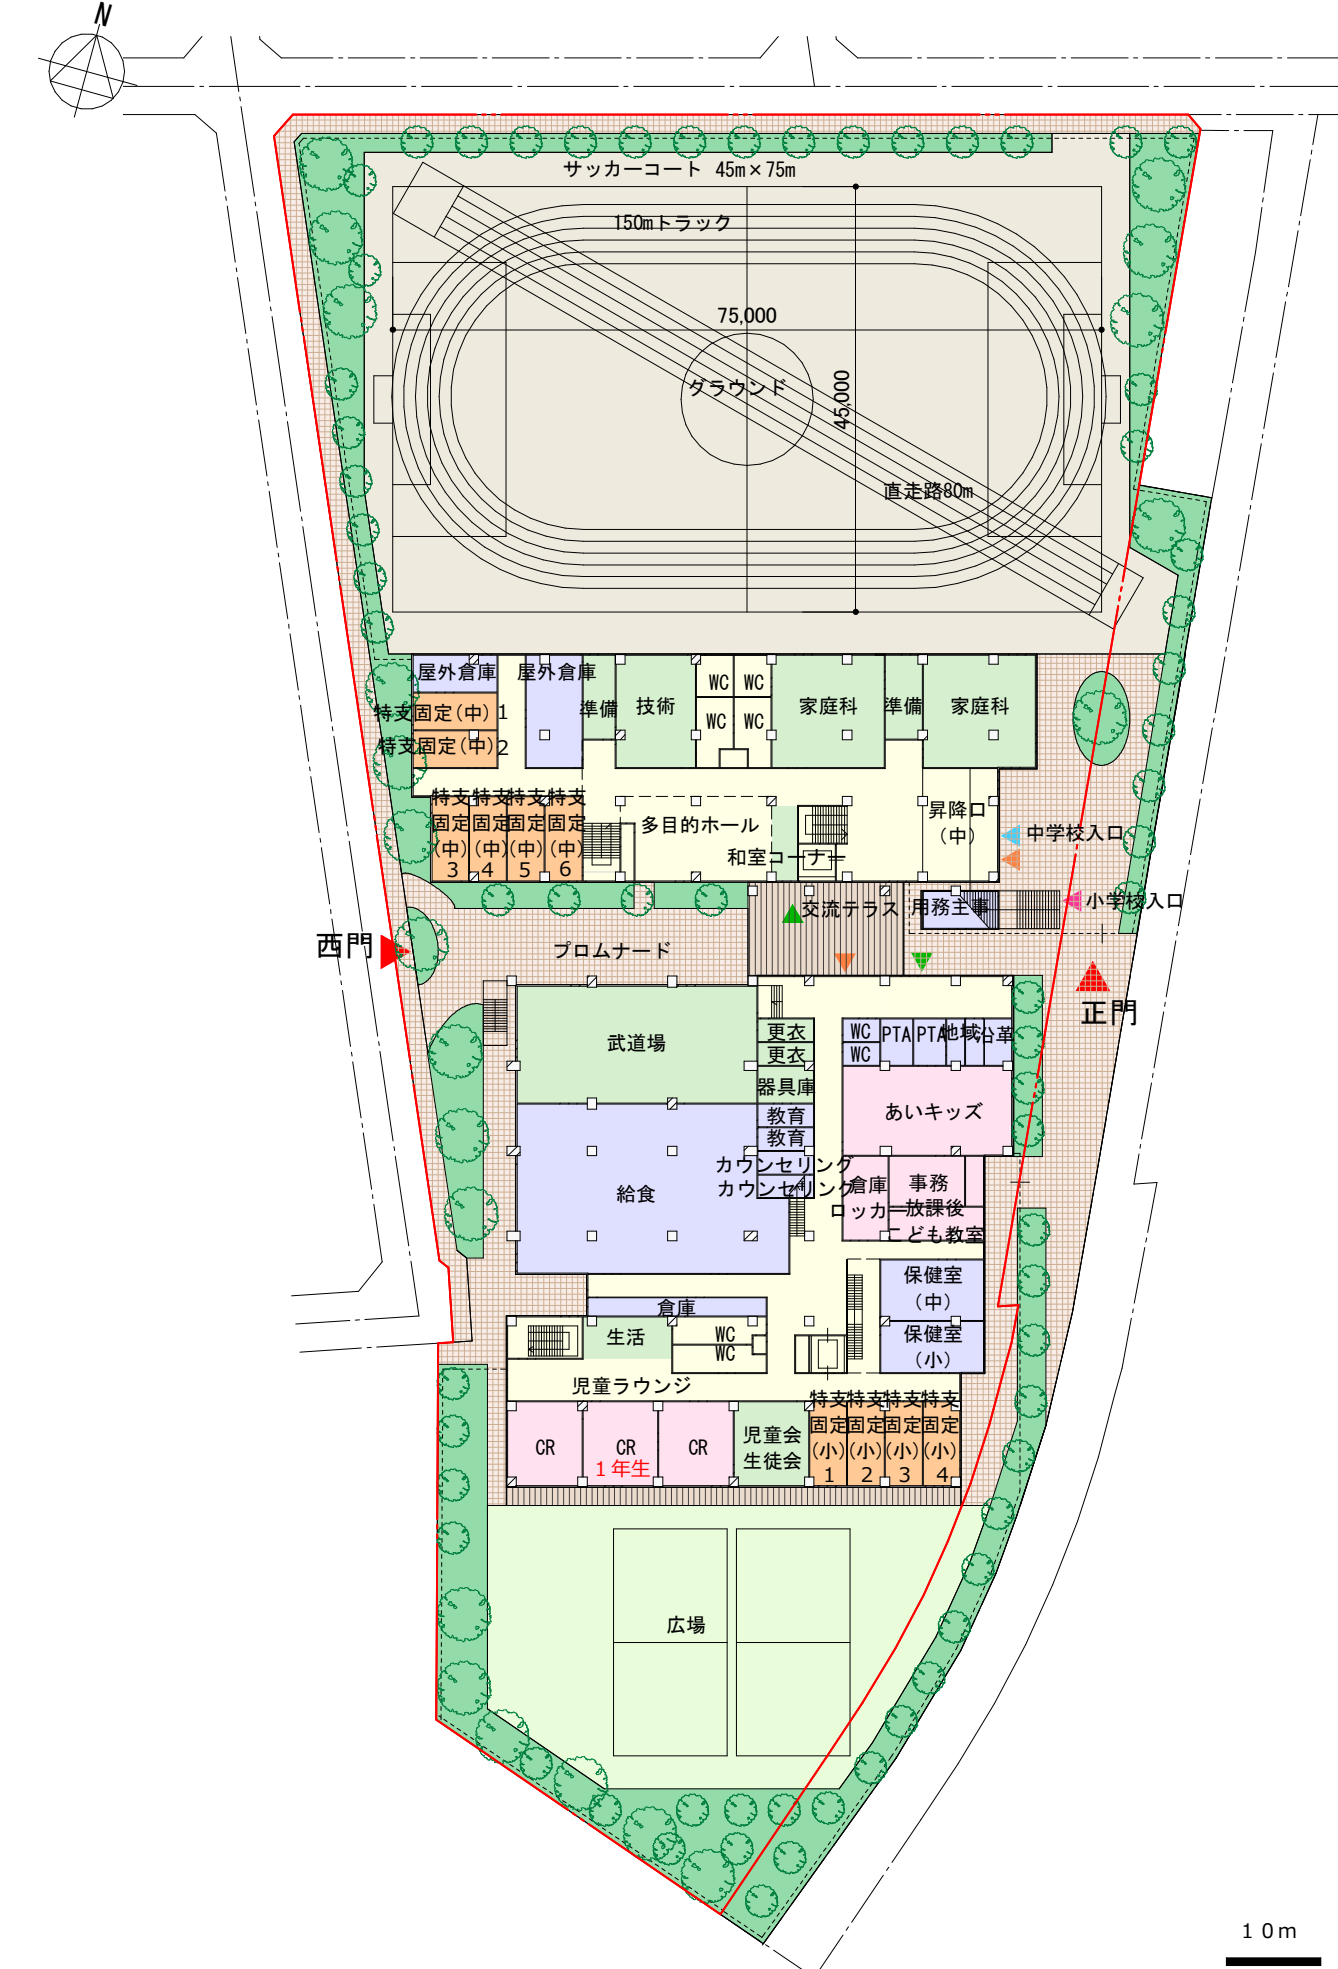 N
サッカーコート 45m×75m
150mトラック
75,000
グラウンド
45,000
直走路80m
屋外倉庫
屋外倉庫
特支固定(中)1
特支固定(中)2
準備
技術
WC
WC
WC
WC
家庭科
準備
家庭科
特支
固定
(中)
3
特支
固定
(中)
4
特支
固定
(中)
5
特支
固定
(中)
6
多目的ホール
和室コーナー
昇降口
(中)
中学校入口
小学校入口
交流テラス
用務主事
西門
プロムナード
正門
武道場
更衣
更衣
器具庫
WC
WC
PTA
PTA
地域
沿革
あいキッズ
教育
教育
カウンセリング
カウンセリング
給食
倉庫
ロッカー
事務
放課後
こども教室
保健室
(中)
保健室
(小)
倉庫
生活
WC
WC
児童ラウンジ
CR
CR
1年生
CR
児童会
生徒会
特支
固定
(小)
1
特支
固定
(小)
2
特支
固定
(小)
3
特支
固定
(小)
4
広場
10m